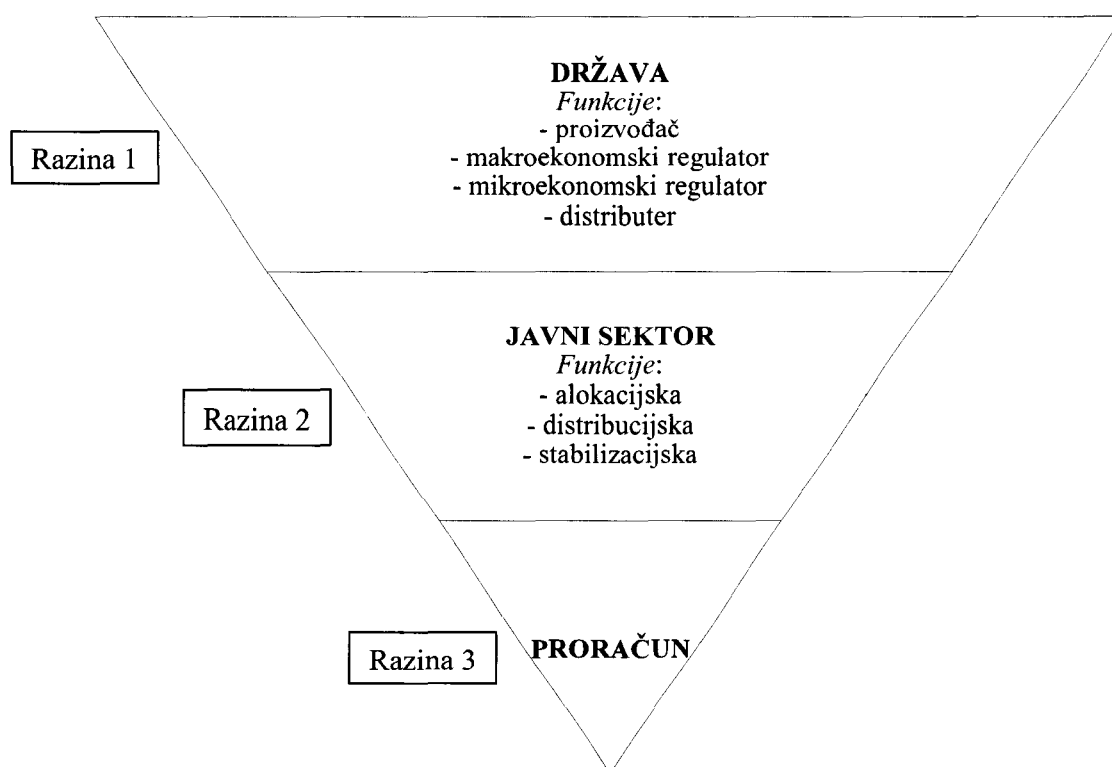 Razina 1
DRŽAVA
Funkcije:
- proizvođač
- makroekonomski regulator
- mikroekonomski regulator
- distributer
Razina 2
JAVNI SEKTOR
Funkcije:
- alokacijska
- distribucijska
- stabilizacijska
Razina 3
PRORAČUN